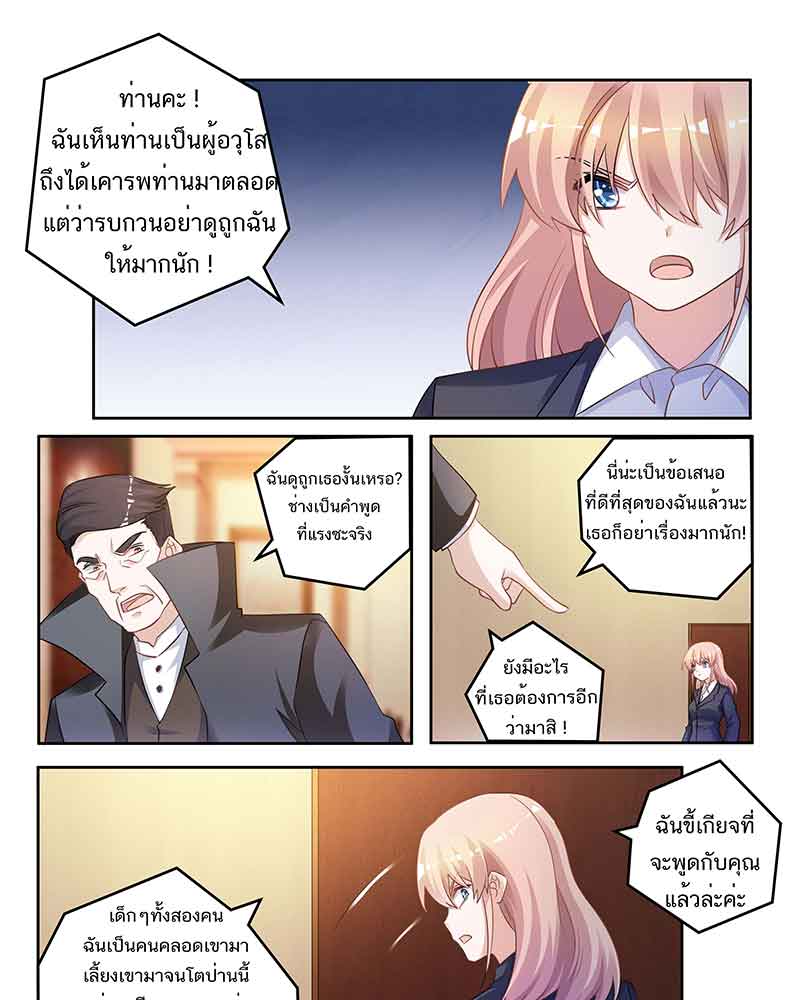 ท่านคะ !
ฉันเห็นท่านเป็นผู้อวุโส
ถึงได้เคารพท่านมาตลอด
แต่ว่ารบกวนอย่าดูถูกฉัน
ให้มากนัก !
ฉันดูถูกเธองั้นเหรอ?
ช่างเป็นคำพูด
ที่แรงซะจริง
นี่น่ะเป็นข้อเสนอ
ที่ดีที่สุดของฉันแล้วนะ
เธอก็อย่าเรื่องมากนัก!
ยังมีอะไร
ที่เธอต้องการอีก
ว่ามาสิ !
ฉันขี้เกียจที่
จะพูดกับคุณ
แล้วล่ะค่ะ
เด็กๆทั้งสองคน
ฉันเป็นคนคลอดเขามา
เลี้ยงเขามาจนโตป่านนี้